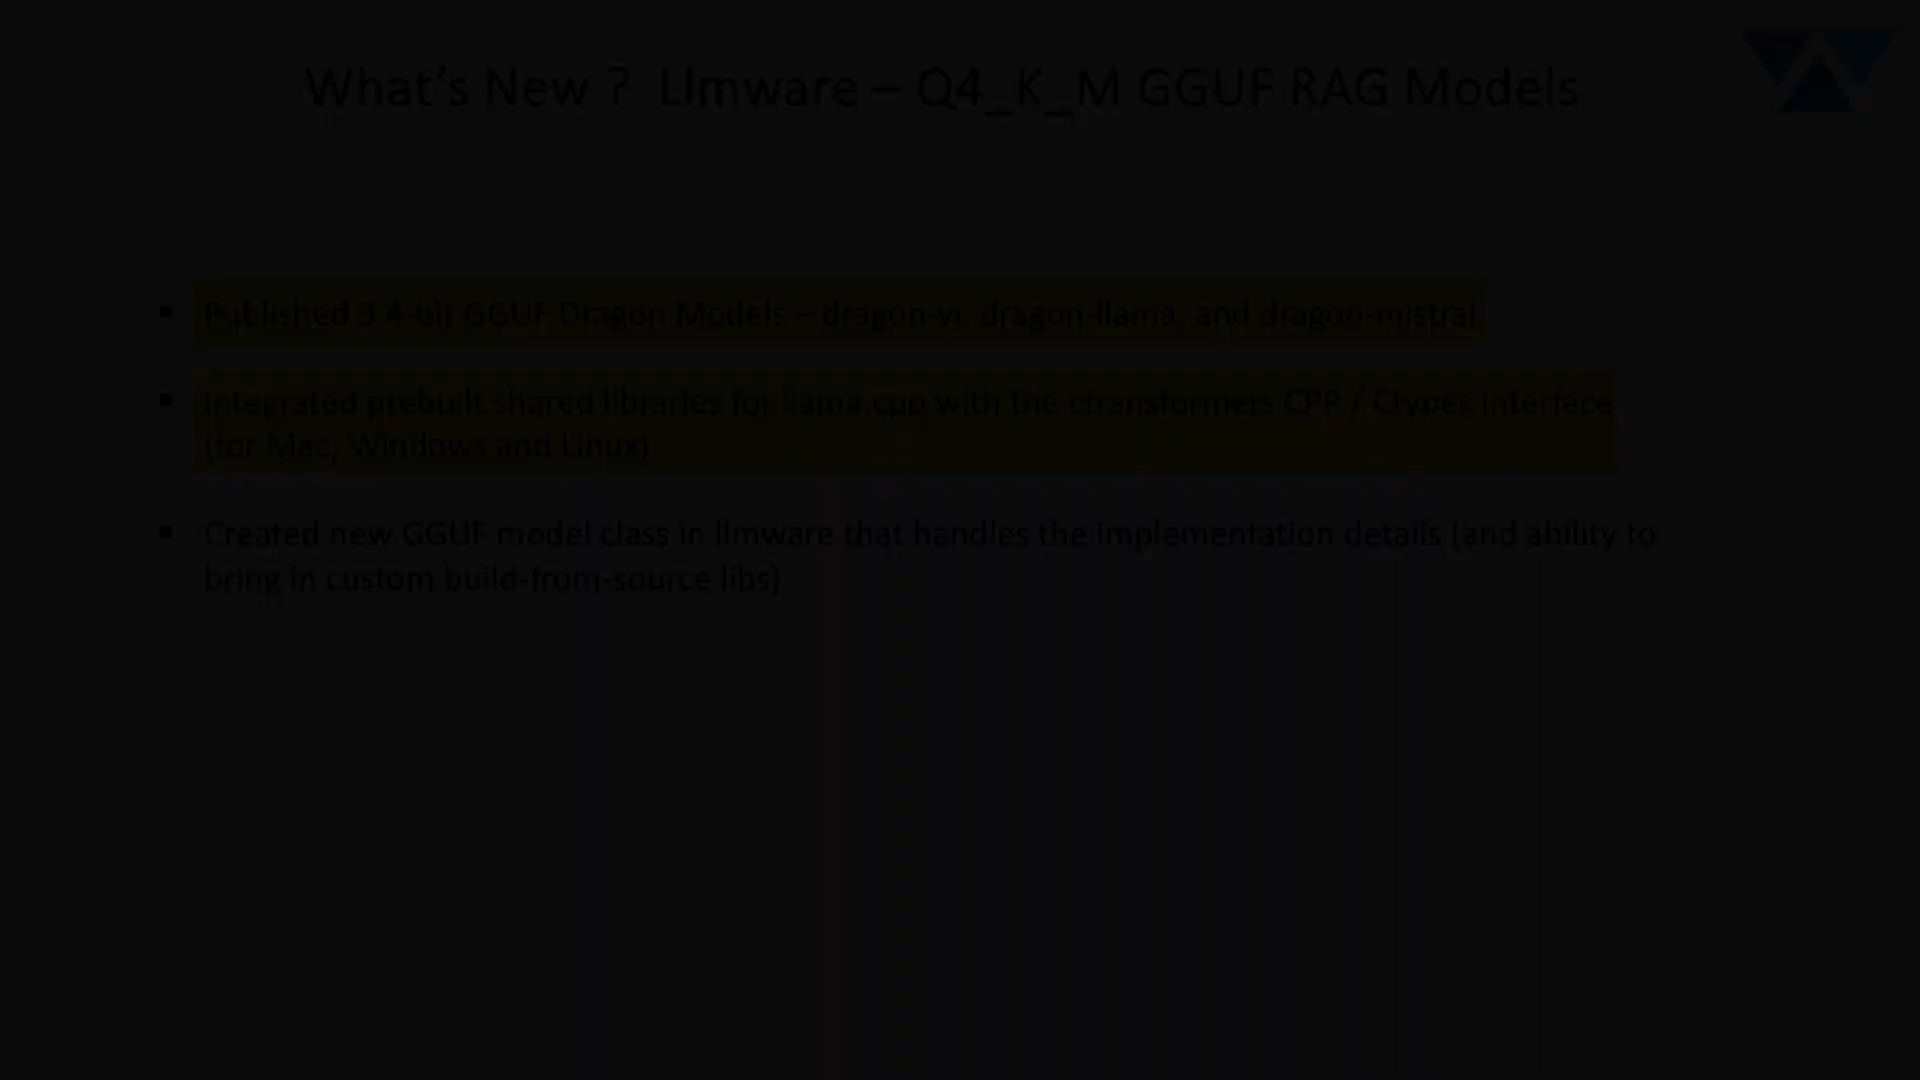 What's New ? Llmware – Q4_K_M GGUF RAG Models
▪ Published 3 4-bit GGUF Dragon Models – dragon-yi, dragon-llama, and dragon-mistral
▪ Integrated prebuilt shared libraries for llama.cpp with the ctransformers CPP / Ctypes interface
(for Mac, Windows and Linux)
▪ Created new GGUF model class in llmware that handles the implementation details (and ability to
bring in custom build-from-source libs)